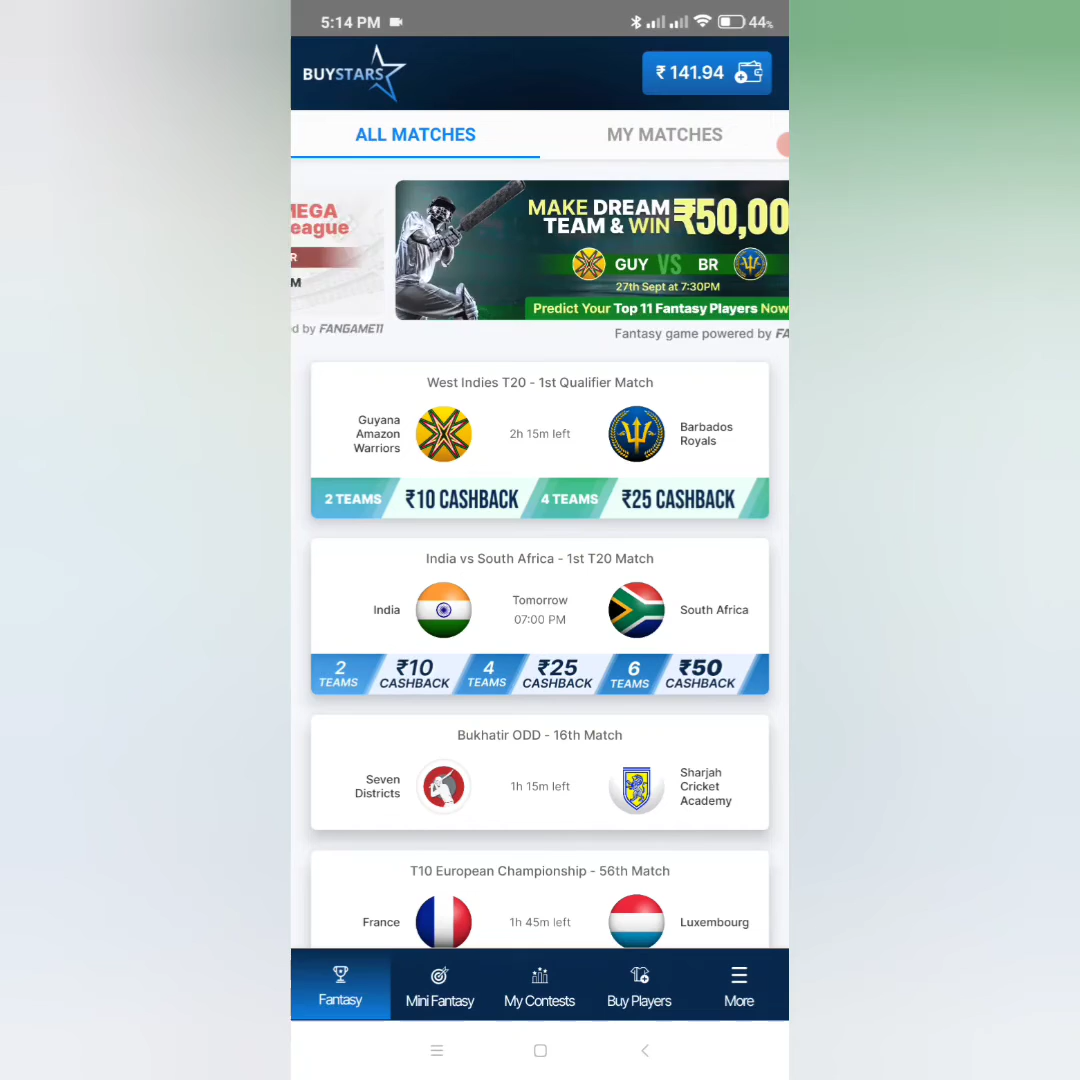 5:14 PM
44%
BUYSTARS
₹ 141.94
ALL MATCHES
MY MATCHES
MEGA
League
R
M
d by FANGAME11
MAKE DREAM
TEAM & WIN
₹50,00
GUY VS BR
27th Sept at 7:30PM
Predict Your Top 11 Fantasy Players Now
Fantasy game powered by FA
West Indies T20 - 1st Qualifier Match
Guyana
Amazon
Warriors
2h 15m left
Barbados
Royals
2 TEAMS ₹10 CASHBACK 4 TEAMS ₹25 CASHBACK
India vs South Africa - 1st T20 Match
India
Tomorrow
07:00 PM
South Africa
2 TEAMS ₹10 CASHBACK 4 TEAMS ₹25 CASHBACK 6 TEAMS ₹50 CASHBACK
Bukhatir ODD - 16th Match
Seven
Districts
1h 15m left
Sharjah
Cricket
Academy
T10 European Championship - 56th Match
France
1h 45m left
Luxembourg
Fantasy
Mini Fantasy
My Contests
Buy Players
More